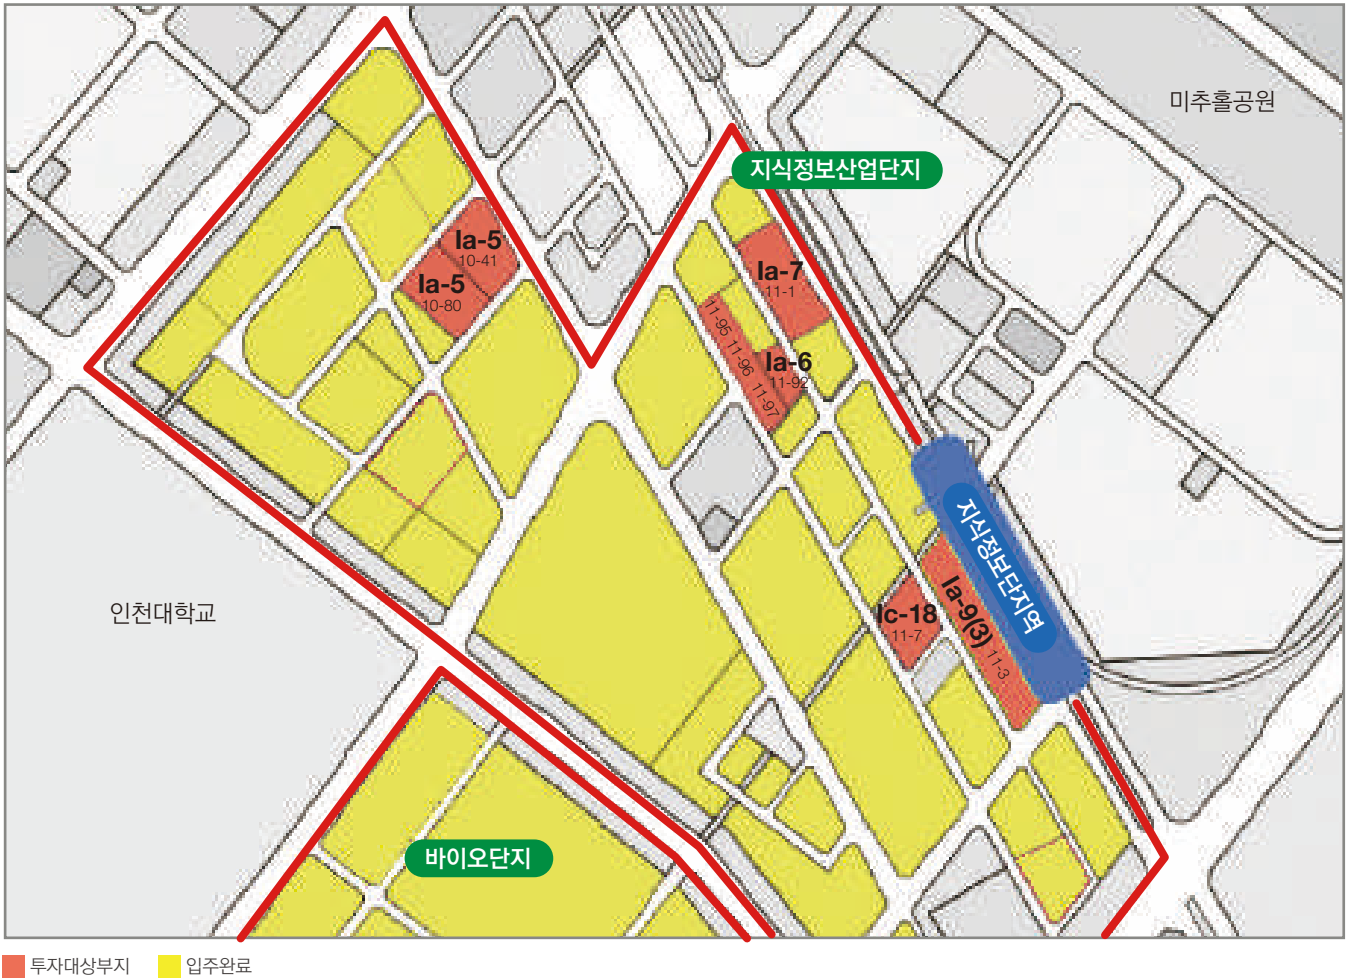 미추홀공원
지식정보산업단지
Ia-5
10-41
Ia-5
10-80
Ia-7
11-1
11-95
11-96
11-97
Ia-6
11-92
지식정보단지역
Ia-9(3)
11-3
Ic-18
11-7
인천대학교
바이오단지
투자대상부지
입주완료